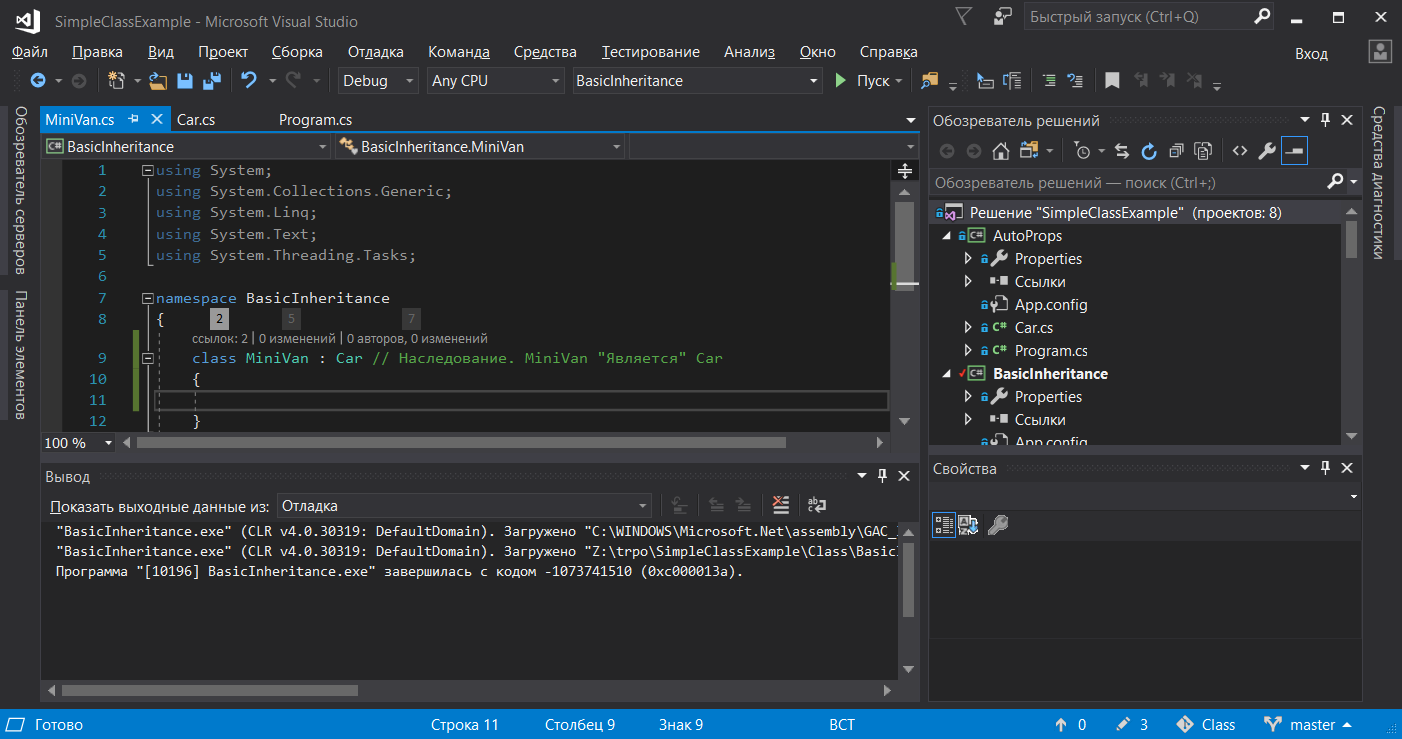 SimpleClassExample - Microsoft Visual Studio
Быстрый запуск (Ctrl+Q)
Файл Правка Вид Проект Сборка Отладка Команда Средства Тестирование Анализ Окно Справка Вход
Debug Any CPU BasicInheritance Пуск
Обозреватель серверов
Панель элементов
MiniVan.cs Car.cs Program.cs
BasicInheritance BasicInheritance.MiniVan
1 using System;
2 using System.Collections.Generic;
3 using System.Linq;
4 using System.Text;
5 using System.Threading.Tasks;
6
7 namespace BasicInheritance
8 { 2 5 7
ссылок: 2 | 0 изменений | 0 авторов, 0 изменений
9 class MiniVan : Car // Наследование. MiniVan "Является" Car
10 {
11
12 }
100 %
Вывод
Показать выходные данные из: Отладка
"BasicInheritance.exe" (CLR v4.0.30319: DefaultDomain). Загружено "C:\WINDOWS\Microsoft.Net\assembly\GAC_
"BasicInheritance.exe" (CLR v4.0.30319: DefaultDomain). Загружено "Z:\trpo\SimpleClassExample\Class\Basic
Программа "[10196] BasicInheritance.exe" завершилась с кодом -1073741510 (0xc000013a).
Обозреватель решений
Обозреватель решений — поиск (Ctrl+;)
Решение "SimpleClassExample" (проектов: 8)
C# AutoProps
Properties
Ссылки
App.config
C# Car.cs
C# Program.cs
C# BasicInheritance
Properties
Ссылки
App.config
Свойства
Средства диагностики
Готово Строка 11 Столбец 9 Знак 9 ВСТ 0 3 Class master